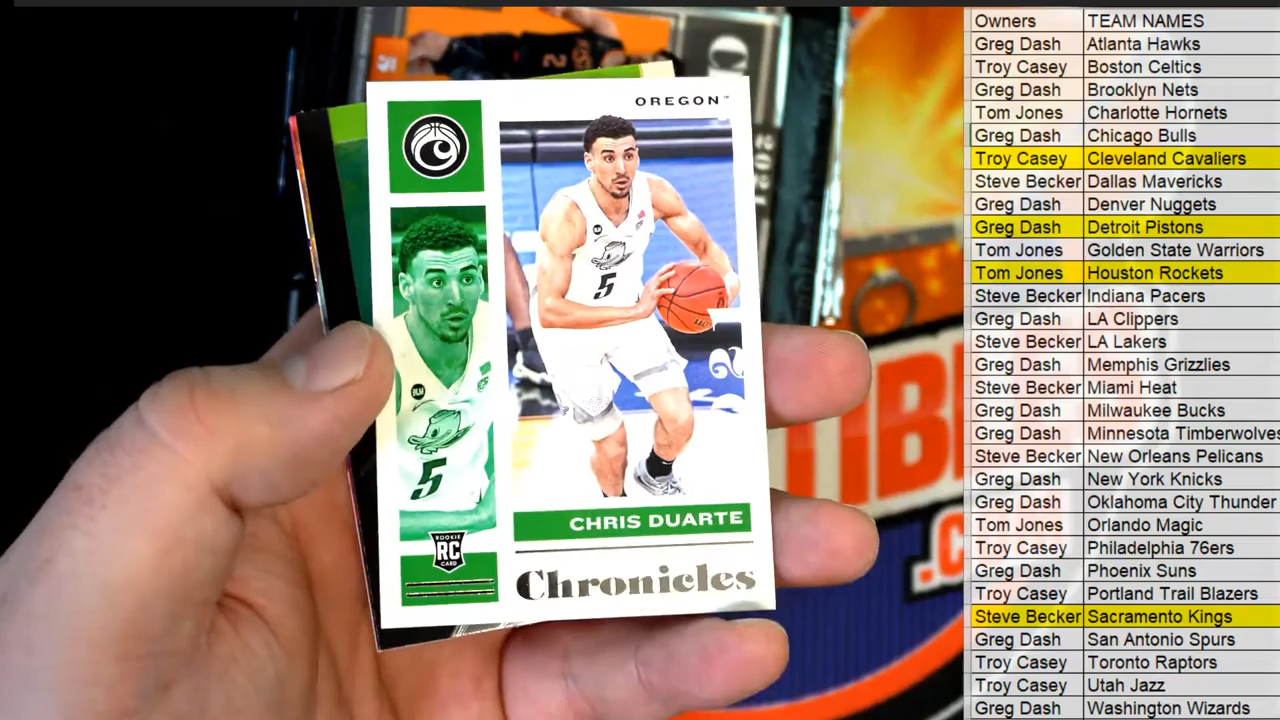 OREGON™
5
5
CHRIS DUARTE
ROOKIE
RC
CARD
Chronicles
Owners TEAM NAMES
Greg Dash Atlanta Hawks
Troy Casey Boston Celtics
Greg Dash Brooklyn Nets
Tom Jones Charlotte Hornets
Greg Dash Chicago Bulls
Troy Casey Cleveland Cavaliers
Steve Becker Dallas Mavericks
Greg Dash Denver Nuggets
Greg Dash Detroit Pistons
Tom Jones Golden State Warriors
Tom Jones Houston Rockets
Steve Becker Indiana Pacers
Greg Dash LA Clippers
Steve Becker LA Lakers
Greg Dash Memphis Grizzlies
Steve Becker Miami Heat
Greg Dash Milwaukee Bucks
Greg Dash Minnesota Timberwolves
Steve Becker New Orleans Pelicans
Greg Dash New York Knicks
Greg Dash Oklahoma City Thunder
Tom Jones Orlando Magic
Troy Casey Philadelphia 76ers
Greg Dash Phoenix Suns
Troy Casey Portland Trail Blazers
Steve Becker Sacramento Kings
Greg Dash San Antonio Spurs
Troy Casey Toronto Raptors
Troy Casey Utah Jazz
Greg Dash Washington Wizards